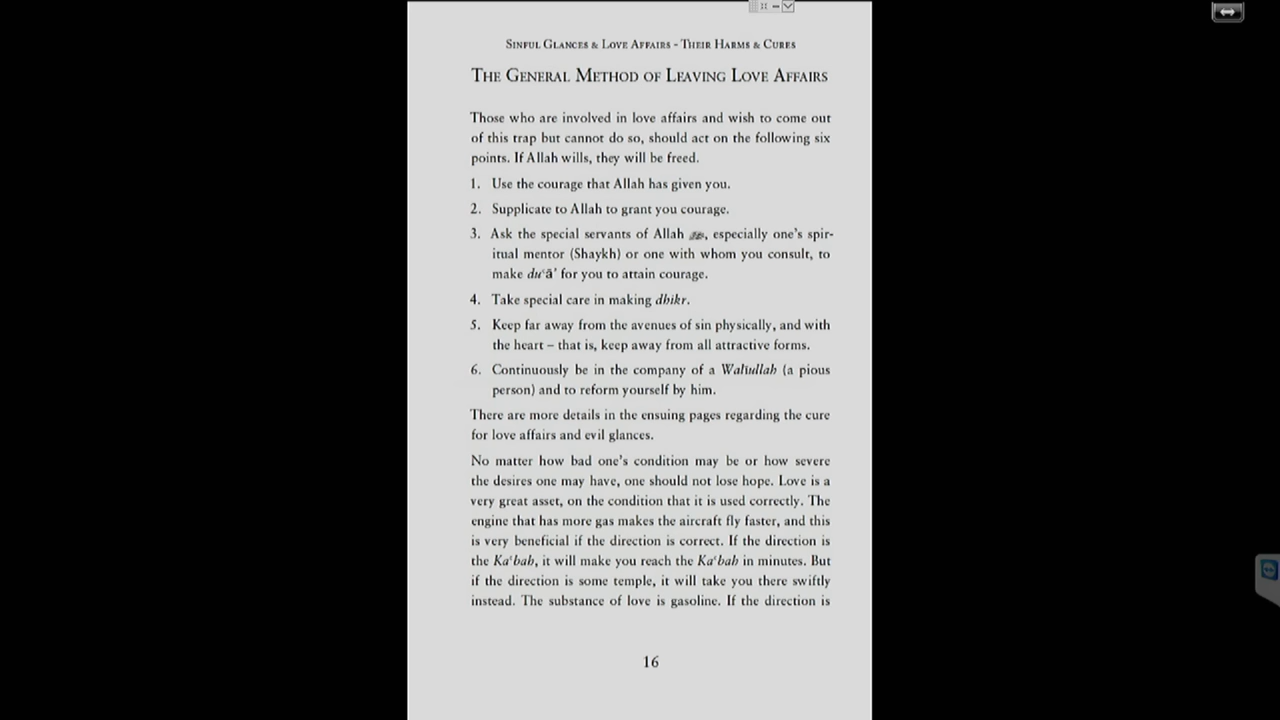 Sinful Glances & Love Affairs - Their Harms & Cures
The General Method of Leaving Love Affairs
Those who are involved in love affairs and wish to come out
of this trap but cannot do so, should act on the following six
points. If Allah wills, they will be freed.
1. Use the courage that Allah has given you.
2. Supplicate to Allah to grant you courage.
3. Ask the special servants of Allah , especially one's spir-
itual mentor (Shaykh) or one with whom you consult, to
make duʿā' for you to attain courage.
4. Take special care in making dhikr.
5. Keep far away from the avenues of sin physically, and with
the heart – that is, keep away from all attractive forms.
6. Continuously be in the company of a Walīullah (a pious
person) and to reform yourself by him.
There are more details in the ensuing pages regarding the cure
for love affairs and evil glances.
No matter how bad one's condition may be or how severe
the desires one may have, one should not lose hope. Love is a
very great asset, on the condition that it is used correctly. The
engine that has more gas makes the aircraft fly faster, and this
is very beneficial if the direction is correct. If the direction is
the Kaʿbah, it will make you reach the Kaʿbah in minutes. But
if the direction is some temple, it will take you there swiftly
instead. The substance of love is gasoline. If the direction is
16